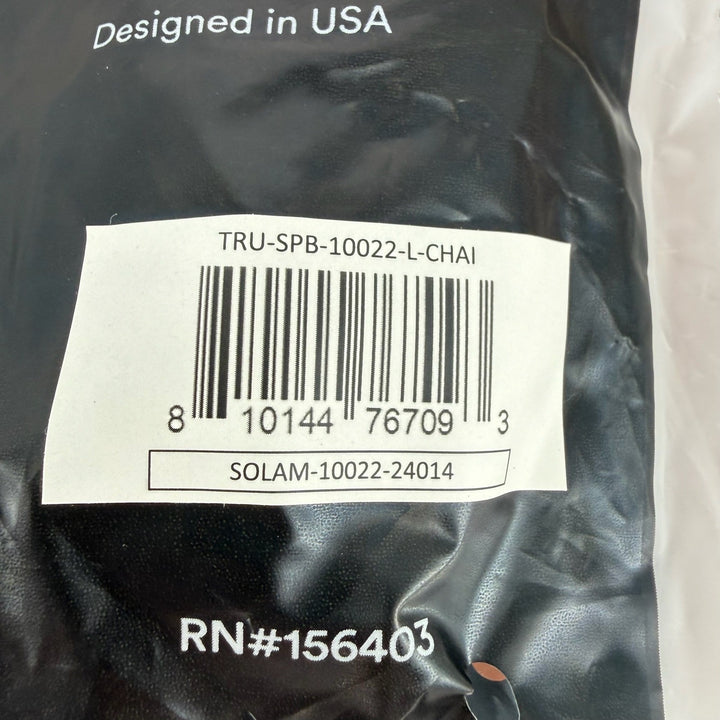 Designed in USA
TRU-SPB-10022-L-CHAI
8 10144 76709 3
SOLAM-10022-24014
RN#156403